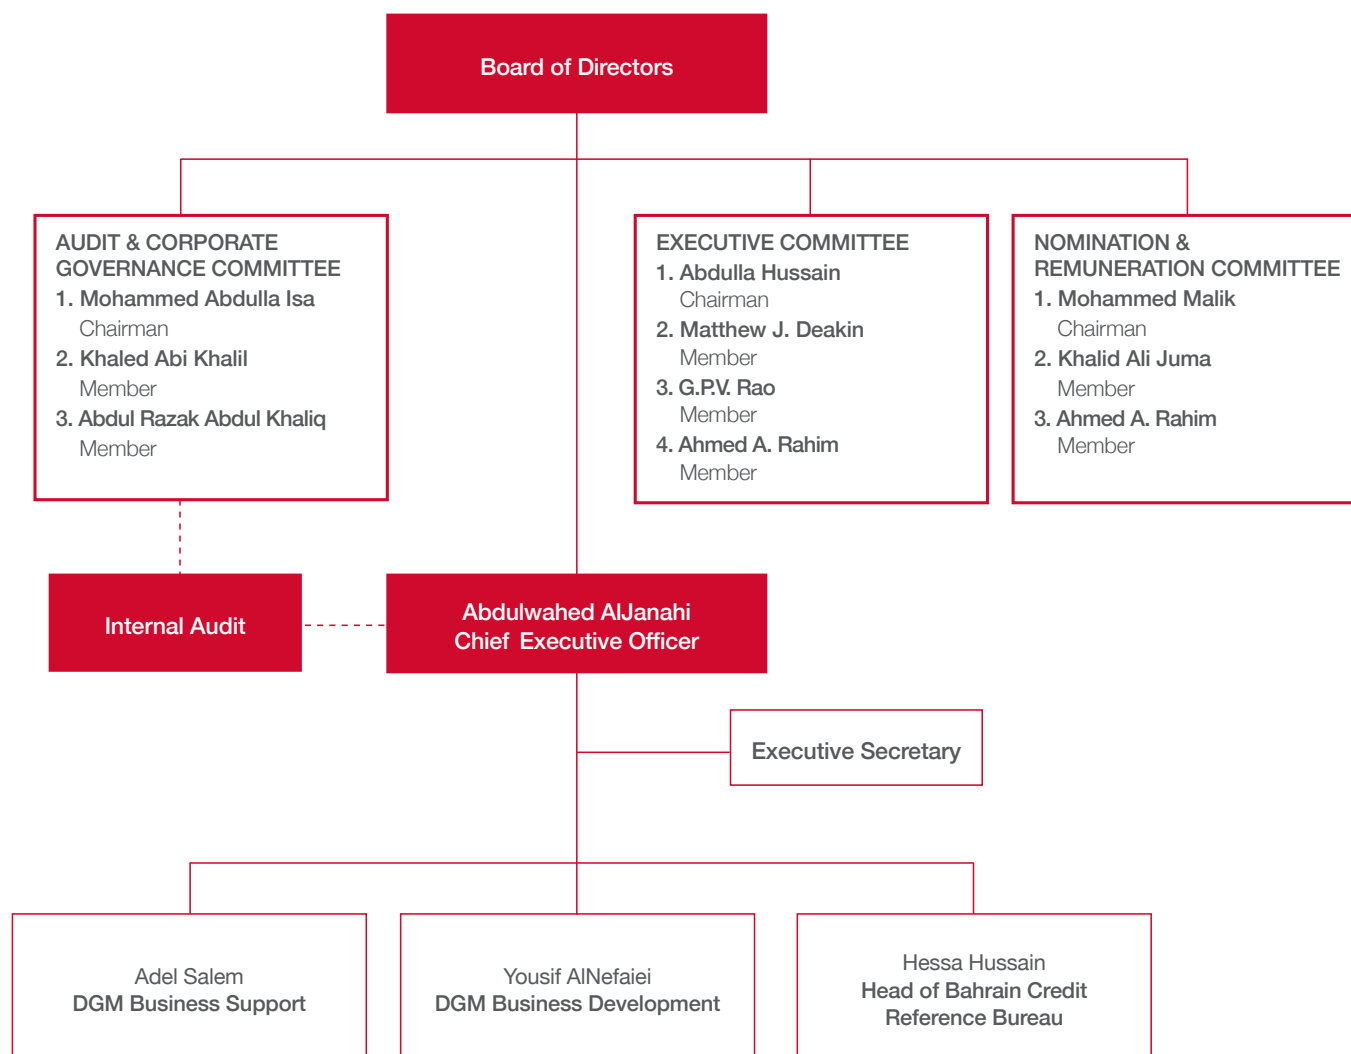 Board of Directors
AUDIT & CORPORATE
GOVERNANCE COMMITTEE
1. Mohammed Abdulla Isa
Chairman
2. Khaled Abi Khalil
Member
3. Abdul Razak Abdul Khaliq
Member
EXECUTIVE COMMITTEE
1. Abdulla Hussain
Chairman
2. Matthew J. Deakin
Member
3. G.P.V. Rao
Member
4. Ahmed A. Rahim
Member
NOMINATION &
REMUNERATION COMMITTEE
1. Mohammed Malik
Chairman
2. Khalid Ali Juma
Member
3. Ahmed A. Rahim
Member
Internal Audit
Abdulwahed AlJanahi
Chief Executive Officer
Executive Secretary
Adel Salem
DGM Business Support
Yousif AlNefaiei
DGM Business Development
Hessa Hussain
Head of Bahrain Credit
Reference Bureau